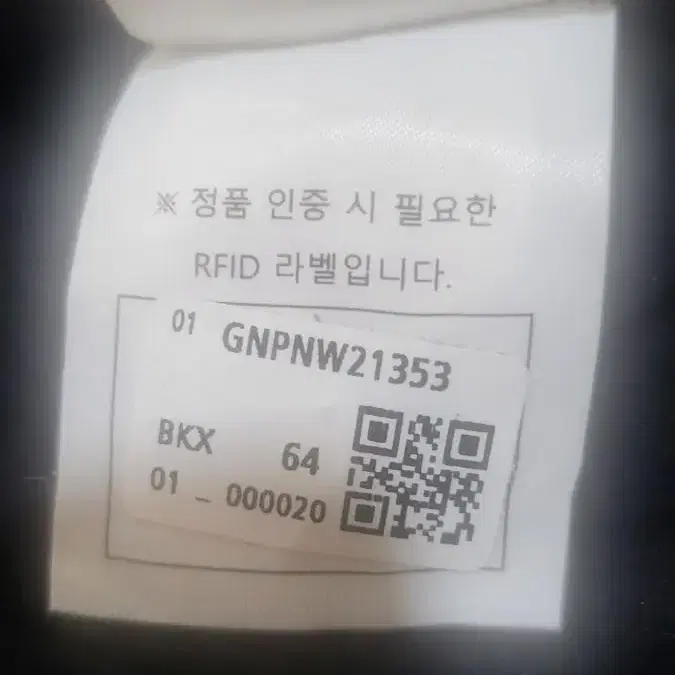 ※ 정품 인증 시 필요한
RFID 라벨입니다.
01 GNPNW21353
BKX 64
01 _ 000020